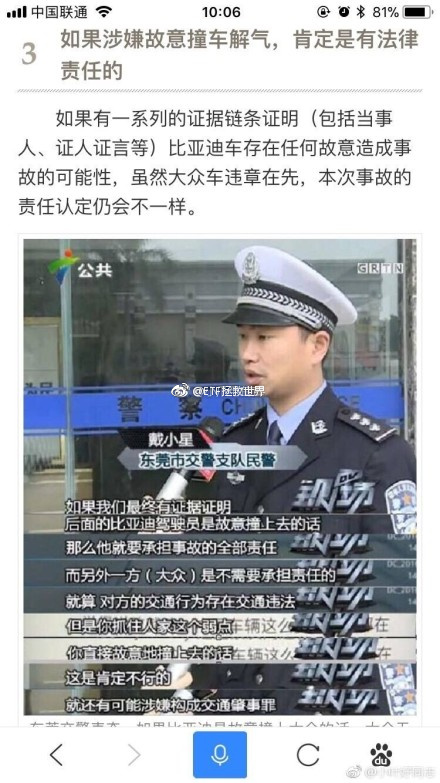 中国联通
10:06
81%
3
如果涉嫌故意撞车解气，肯定是有法律
责任的
如果有一系列的证据链条证明（包括当事
人、证人证言等）比亚迪车存在任何故意造成事
故的可能性，虽然大众车违章在先，本次事故的
责任认定仍会不一样。
公共
GRTN
@ETF拯救世界
警察
戴小星
东莞市交警支队民警
现场
如果我们最终有证据证明
后面的比亚迪驾驶员是故意撞上去的话
那么他就要承担事故的全部责任
而另外一方（大众）是不需要承担责任的
就算 对方的交通行为存在交通违法
但是你抓住人家这个弱点
你直接故意地撞上去的话
这是肯定不行的
就还有可能涉嫌构成交通肇事罪
du